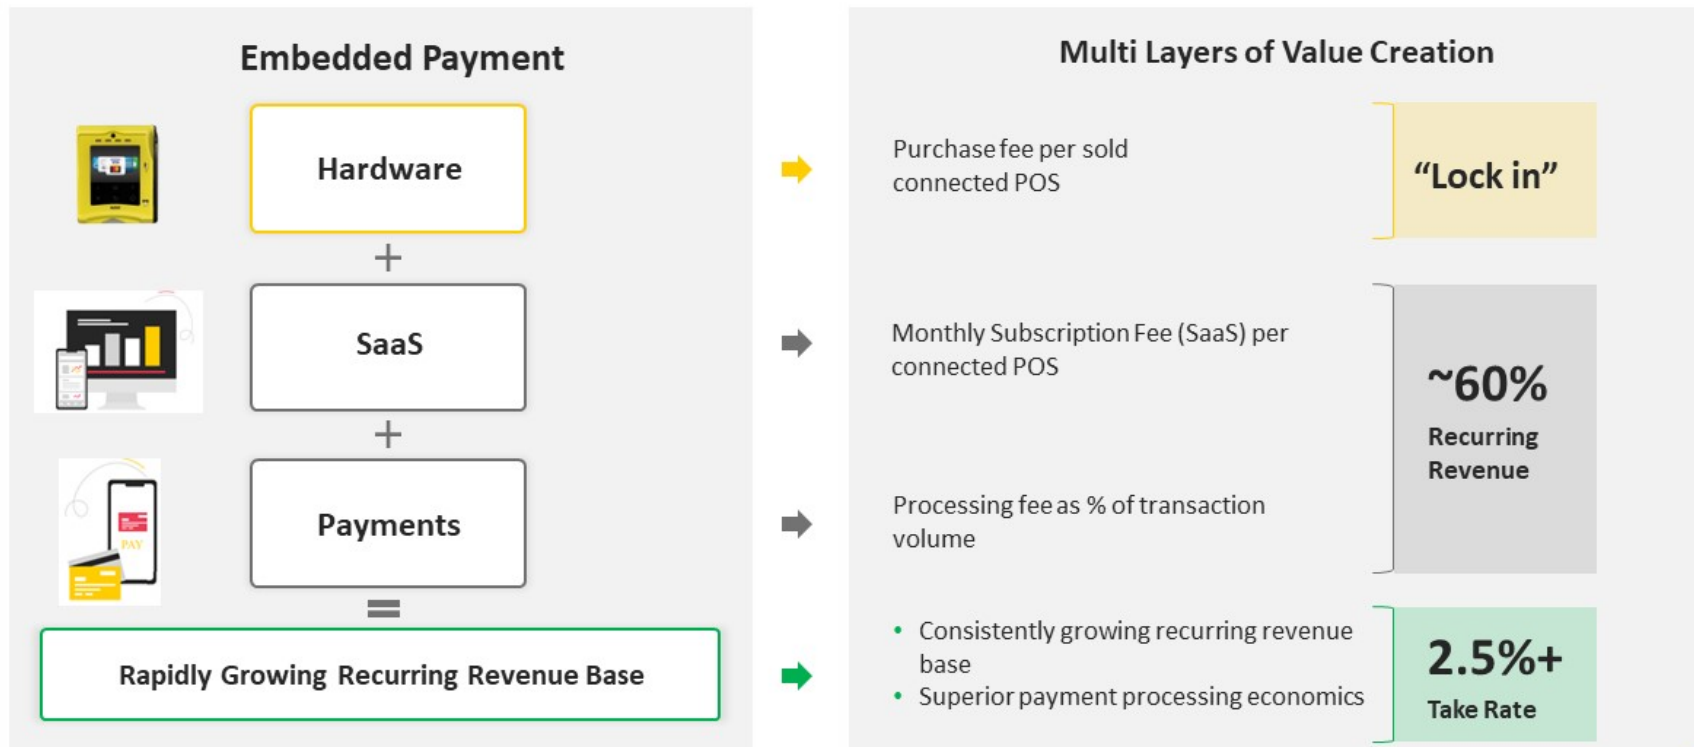 Embedded Payment
Hardware
+
SaaS
+
PAY
Payments
=
Rapidly Growing Recurring Revenue Base
Multi Layers of Value Creation
Purchase fee per sold
connected POS
“Lock in”
Monthly Subscription Fee (SaaS) per
connected POS
~60%
Recurring
Revenue
Processing fee as % of transaction
volume
• Consistently growing recurring revenue
base
• Superior payment processing economics
2.5%+
Take Rate